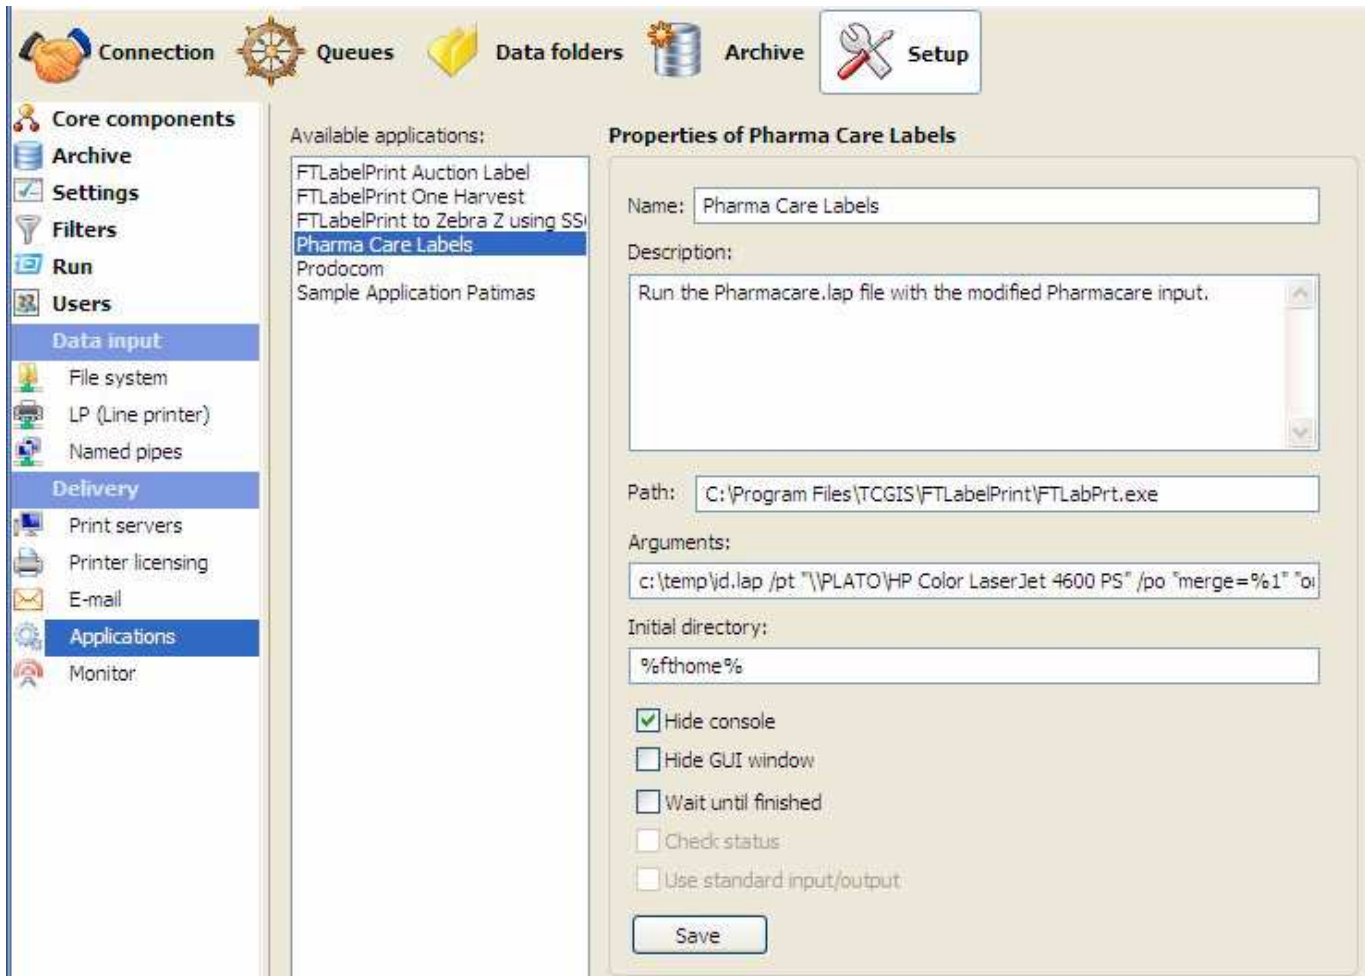 Connection Queues Data folders Archive Setup
Core components
Archive
Settings
Filters
Run
Users
Data input
File system
LP (Line printer)
Named pipes
Delivery
Print servers
Printer licensing
E-mail
Applications
Monitor
Available applications:
FTLabelPrint Auction Label
FTLabelPrint One Harvest
FTLabelPrint to Zebra Z using
Pharma Care Labels
Prodocom
Sample Application Patimas
Properties of Pharma Care Labels
Name: Pharma Care Labels
Description:
Run the Pharmacare.lap file with the modified Pharmacare input.
Path: C:\Program Files\TCGIS\FTLabelPrint\FTLabPrt.exe
Arguments:
c:\temp\id.lap /pt "\\PLATO\HP Color LaserJet 4600 PS" /po "merge=%1"
Initial directory:
%fthome%
Hide console
Hide GUI window
Wait until finished
Check status
Use standard input/output
Save